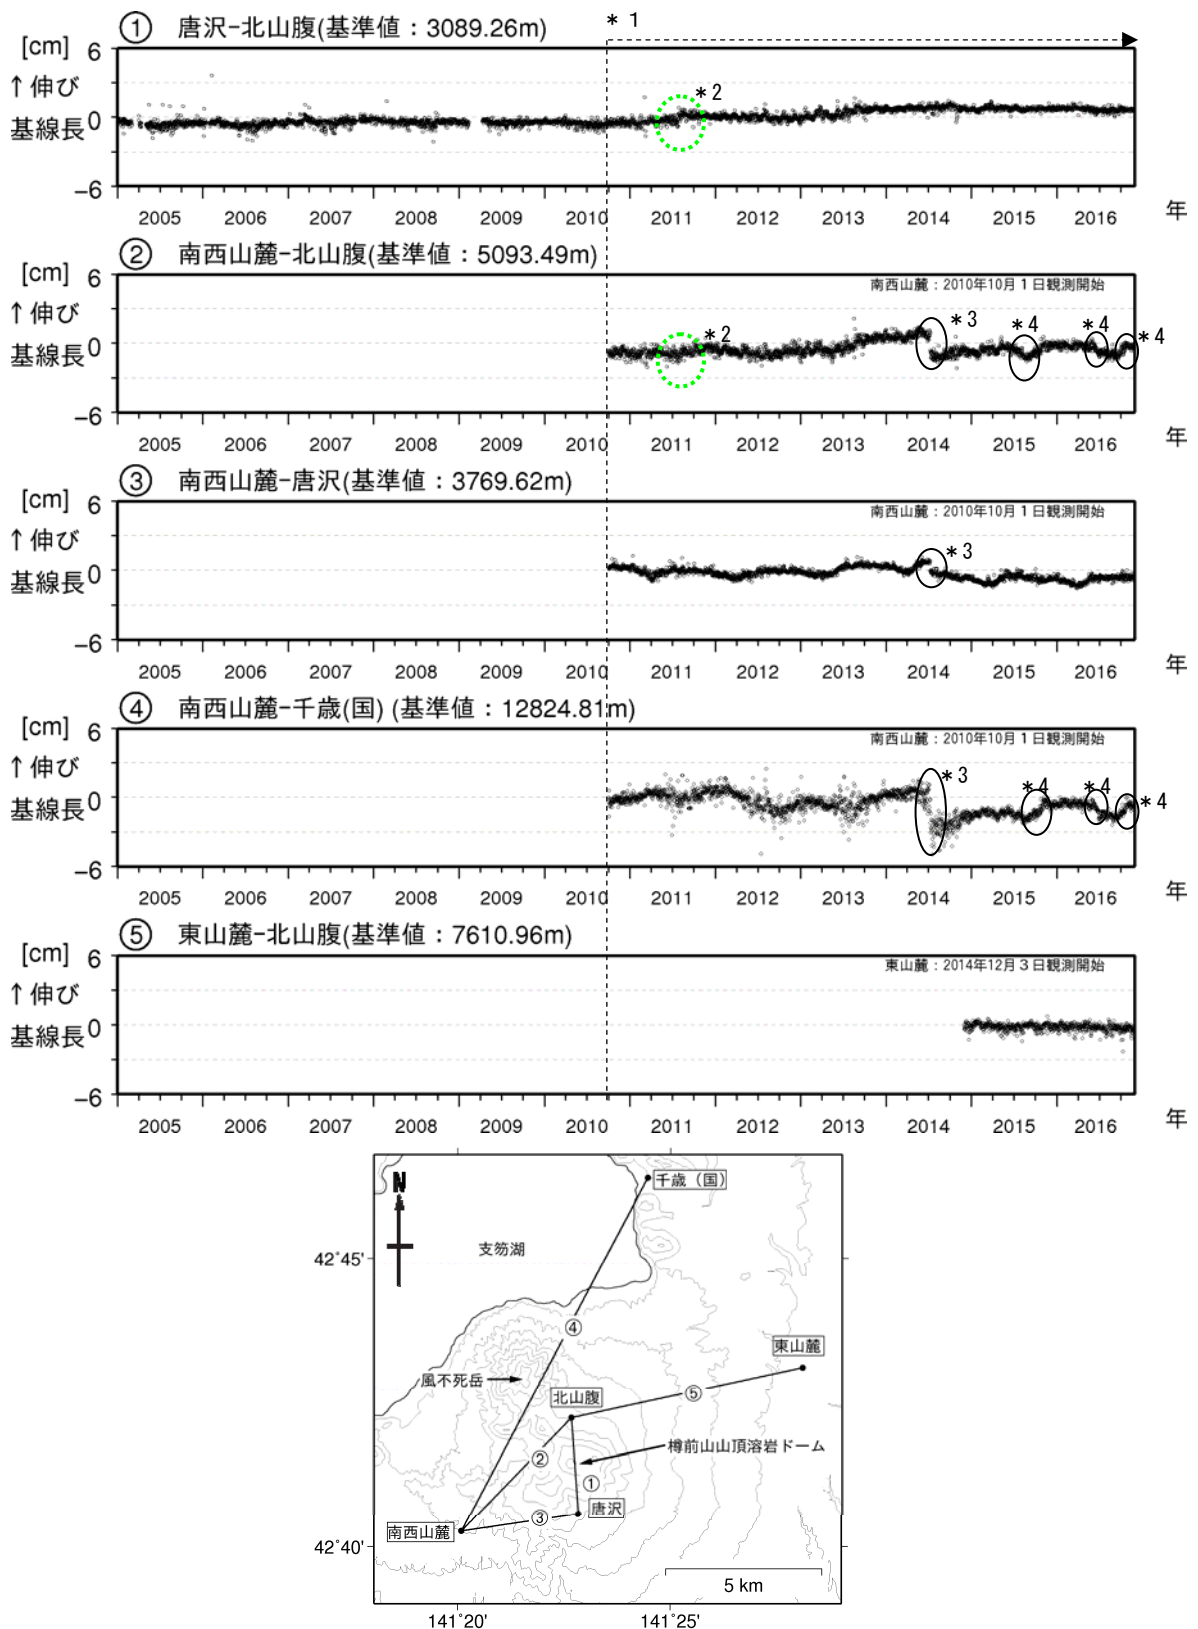 ① 唐沢-北山腹(基準値：3089.26m)
＊1
[cm] 6
↑伸び
基線長 0
-6
＊2
2005 2006 2007 2008 2009 2010 2011 2012 2013 2014 2015 2016 年
② 南西山麓-北山腹(基準値：5093.49m)
[cm] 6
↑伸び
基線長 0
-6
南西山麓：2010年10月1日観測開始
＊2 ＊3 ＊4 ＊4 ＊4
2005 2006 2007 2008 2009 2010 2011 2012 2013 2014 2015 2016 年
③ 南西山麓-唐沢(基準値：3769.62m)
[cm] 6
↑伸び
基線長 0
-6
南西山麓：2010年10月1日観測開始
＊3
2005 2006 2007 2008 2009 2010 2011 2012 2013 2014 2015 2016 年
④ 南西山麓-千歳(国) (基準値：12824.81m)
[cm] 6
↑伸び
基線長 0
-6
南西山麓：2010年10月1日観測開始
＊3 ＊4 ＊4 ＊4
2005 2006 2007 2008 2009 2010 2011 2012 2013 2014 2015 2016 年
⑤ 東山麓-北山腹(基準値：7610.96m)
[cm] 6
↑伸び
基線長 0
-6
東山麓：2014年12月3日観測開始
2005 2006 2007 2008 2009 2010 2011 2012 2013 2014 2015 2016 年
N
千歳（国）
支笏湖
42°45'
④
東山麓
風不死岳
北山腹
⑤
樽前山山頂溶岩ドーム
②
①
唐沢
③
南西山麓
42°40'
5 km
141°20' 141°25'